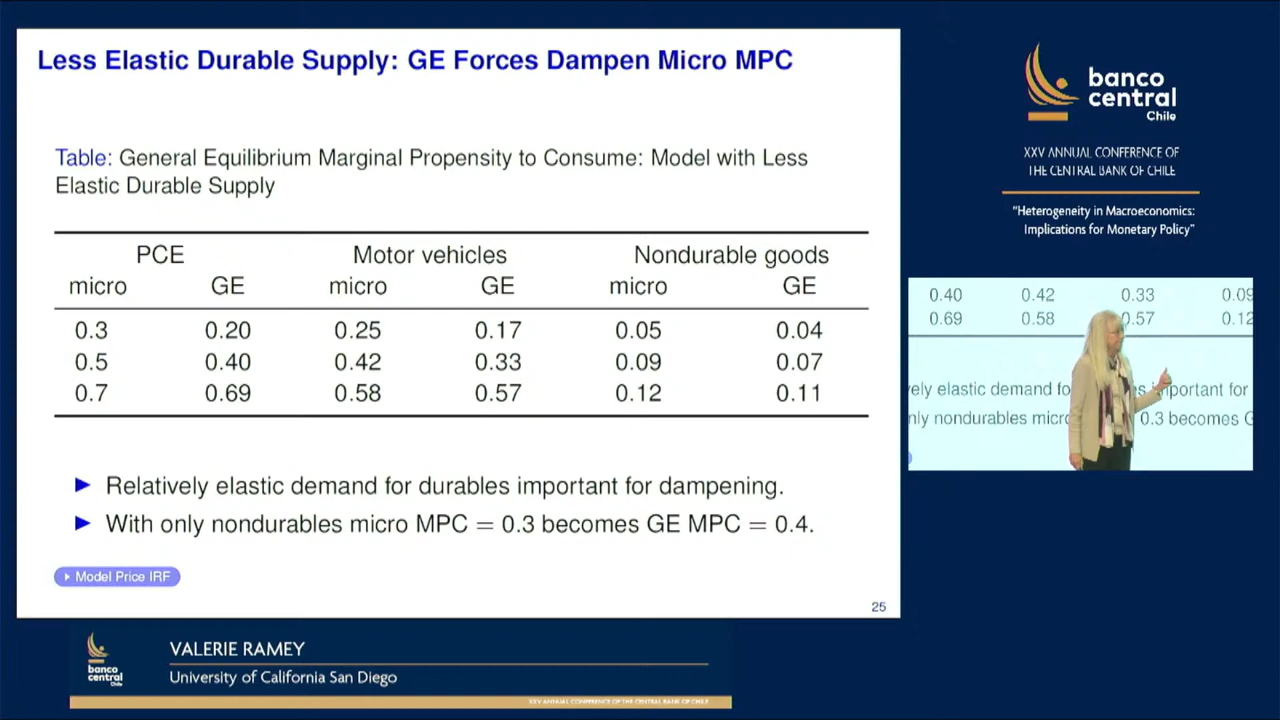 Less Elastic Durable Supply: GE Forces Dampen Micro MPC
Table: General Equilibrium Marginal Propensity to Consume: Model with Less
Elastic Durable Supply
PCE Motor vehicles Nondurable goods
micro GE micro GE micro GE
0.3 0.20 0.25 0.17 0.05 0.04
0.5 0.40 0.42 0.33 0.09 0.07
0.7 0.69 0.58 0.57 0.12 0.11
► Relatively elastic demand for durables important for dampening.
► With only nondurables micro MPC = 0.3 becomes GE MPC = 0.4.
Model Price IRF
25
banco
central
Chile
XXV ANNUAL CONFERENCE OF
THE CENTRAL BANK OF CHILE
“Heterogeneity in Macroeconomics:
Implications for Monetary Policy”
0.40 0.42 0.33 0.09
0.69 0.58 0.57 0.12
vely elastic demand fo es important for
nly nondurables micro 0.3 becomes G
banco
central
Chile
VALERIE RAMEY
University of California San Diego
XXV ANNUAL CONFERENCE OF THE CENTRAL BANK OF CHILE